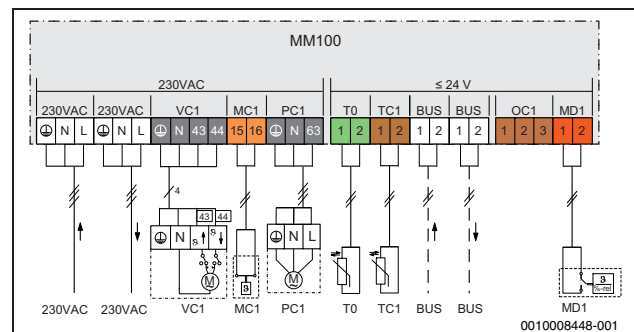 MM100
230VAC ≤ 24 V
230VAC 230VAC VC1 MC1 PC1 T0 TC1 BUS BUS OC1 MD1
N L N L N 43 44 15 16 N 63 1 2 1 2 1 2 1 2 1 2 3 1 2
4
43 44
N ϑ ϑ N L
M ϑ M ϑ
%-rel
230VAC 230VAC VC1 MC1 PC1 T0 TC1 BUS BUS MD1
0010008448-001